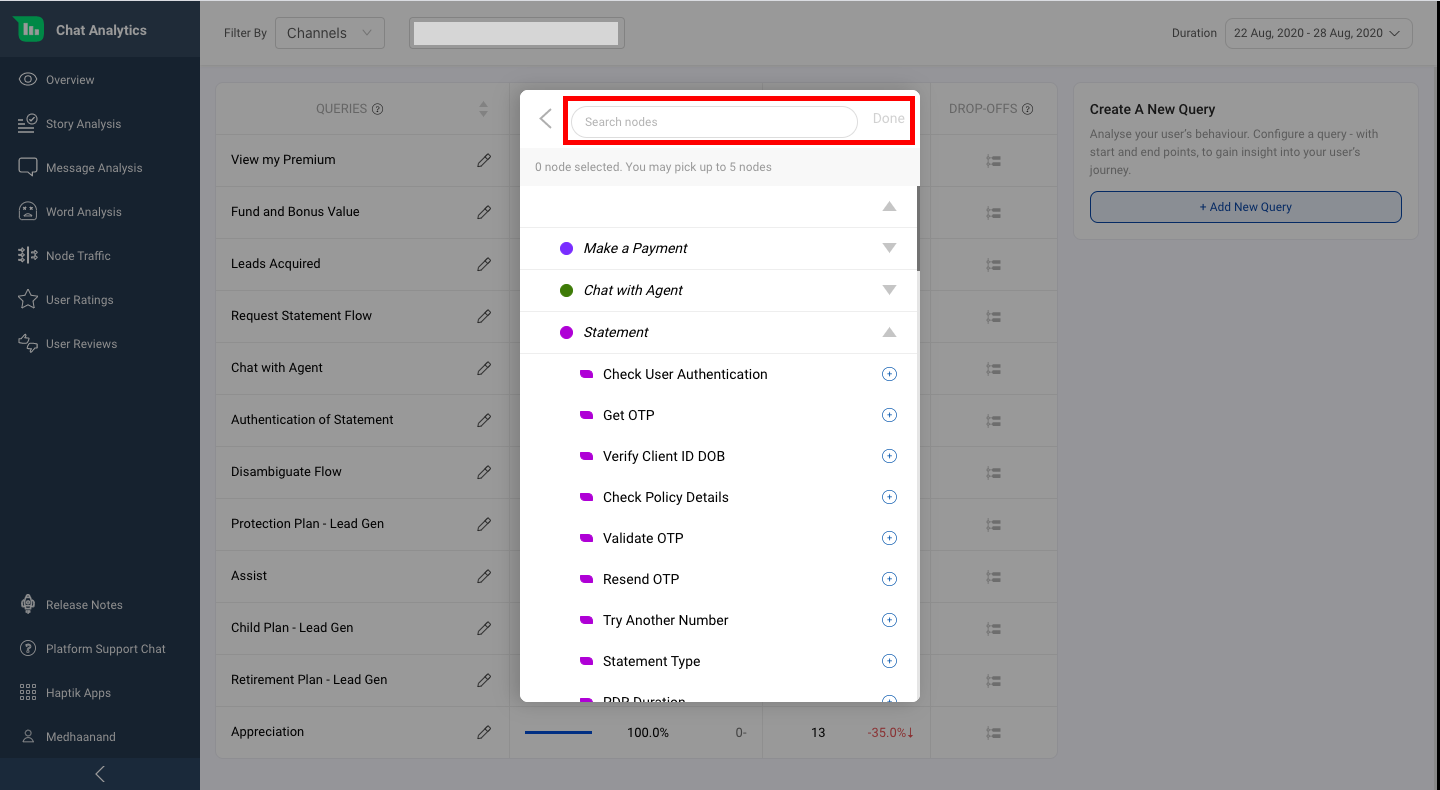 Chat Analytics
Overview
Story Analysis
Message Analysis
Word Analysis
Node Traffic
User Ratings
User Reviews
Release Notes
Platform Support Chat
Haptik Apps
Medhaanand
Filter By
Channels
Duration
22 Aug, 2020 - 28 Aug, 2020
QUERIES ?
DROP-OFFS ?
View my Premium
Fund and Bonus Value
Leads Acquired
Request Statement Flow
Chat with Agent
Authentication of Statement
Disambiguate Flow
Protection Plan - Lead Gen
Assist
Child Plan - Lead Gen
Retirement Plan - Lead Gen
Appreciation 100.0% 0- 13 -35.0%↓
Search nodes
Done
0 node selected. You may pick up to 5 nodes
Make a Payment
Chat with Agent
Statement
Check User Authentication
Get OTP
Verify Client ID DOB
Check Policy Details
Validate OTP
Resend OTP
Try Another Number
Statement Type
Create A New Query
Analyse your user's behaviour. Configure a query - with
start and end points, to gain insight into your user's
journey.
+ Add New Query